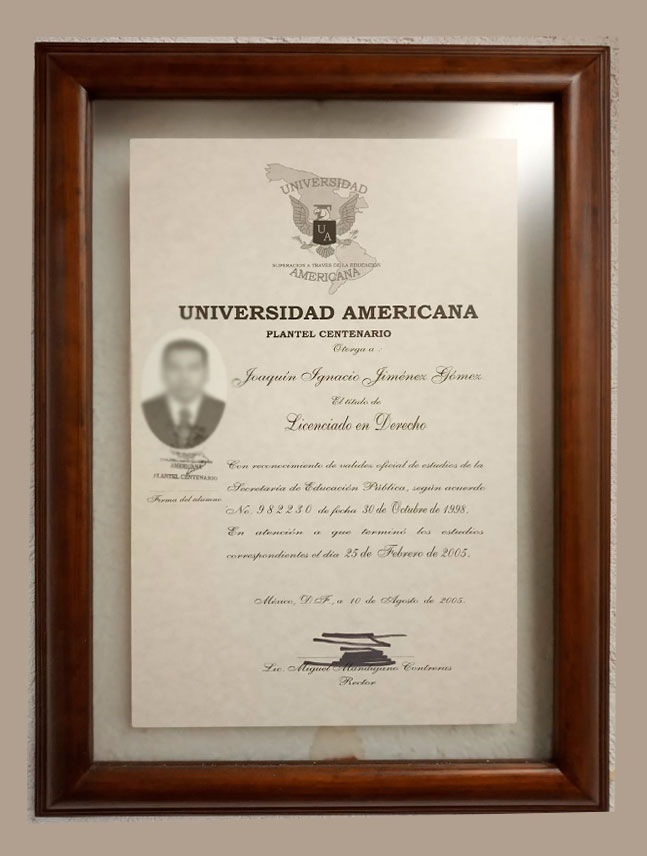 UNIVERSIDAD
U
A
SUPERACION A TRAVES DE LA EDUCACIÓN
AMERICANA
UNIVERSIDAD AMERICANA
PLANTEL CENTENARIO
Otorga a :
Joaquín Ignacio Jiménez Gómez
El título de
Licenciado en Derecho
AMERICANA
PLANTEL CENTENARIO
Firma del alumno
Con reconocimiento de validez oficial de estudios de la
Secretaría de Educación Pública, según acuerdo
No. 982230 de fecha 30 de Octubre de 1998.
En atención a que terminó los estudios
correspondientes el día 25 de Febrero de 2005.
México, D.F., a 10 de Agosto de 2005.
Lic. Miguel Mandujano Contreras
Rector